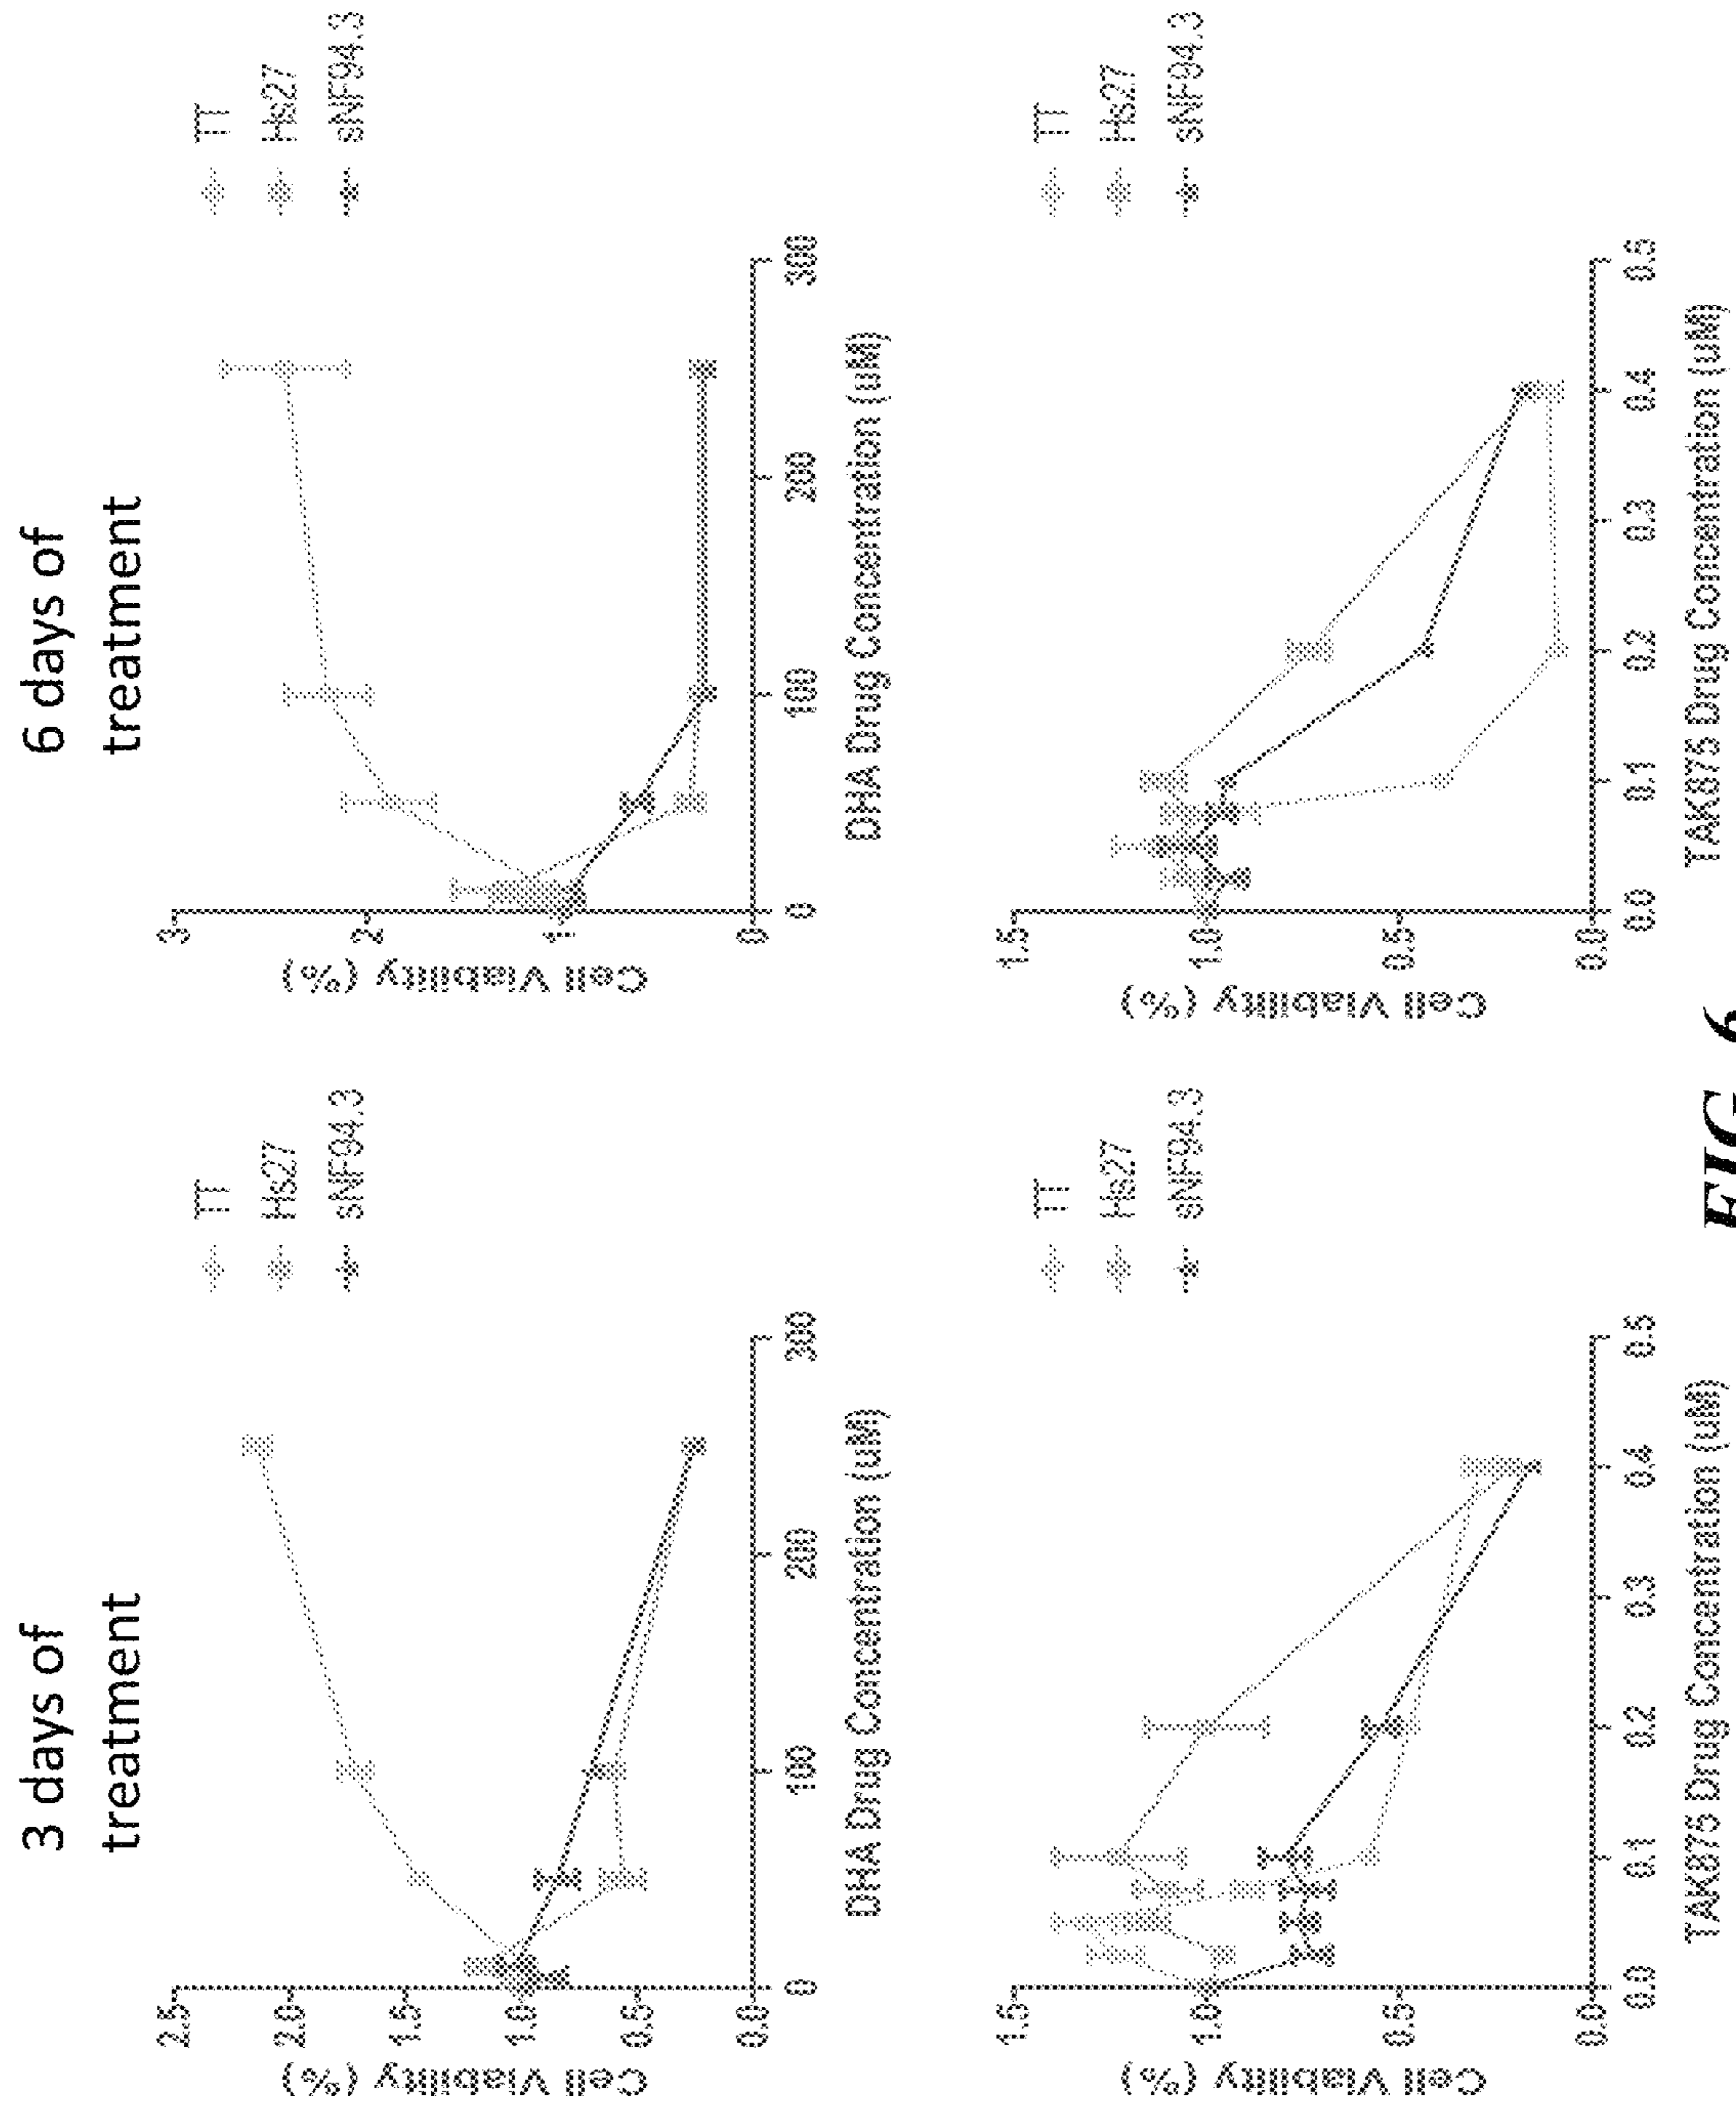 3 days of
treatment
Cell Viability (%)
2.5
2.0
1.5
1.0
0.5
0.0
0
100
200
300
DHA Drug Concentration (uM)
TT
Hs27
sNF94.3
6 days of
treatment
Cell Viability (%)
3
2
1
0
0
100
200
300
DHA Drug Concentration (uM)
TT
Hs27
sNF94.3
Cell Viability (%)
1.5
1.0
0.5
0.0
0.0
0.1
0.2
0.3
0.4
0.5
TAK875 Drug Concentration (uM)
TT
Hs27
sNF94.3
Cell Viability (%)
1.5
1.0
0.5
0.0
0.0
0.1
0.2
0.3
0.4
0.5
TAK875 Drug Concentration (uM)
TT
Hs27
sNF94.3
FIG. 6